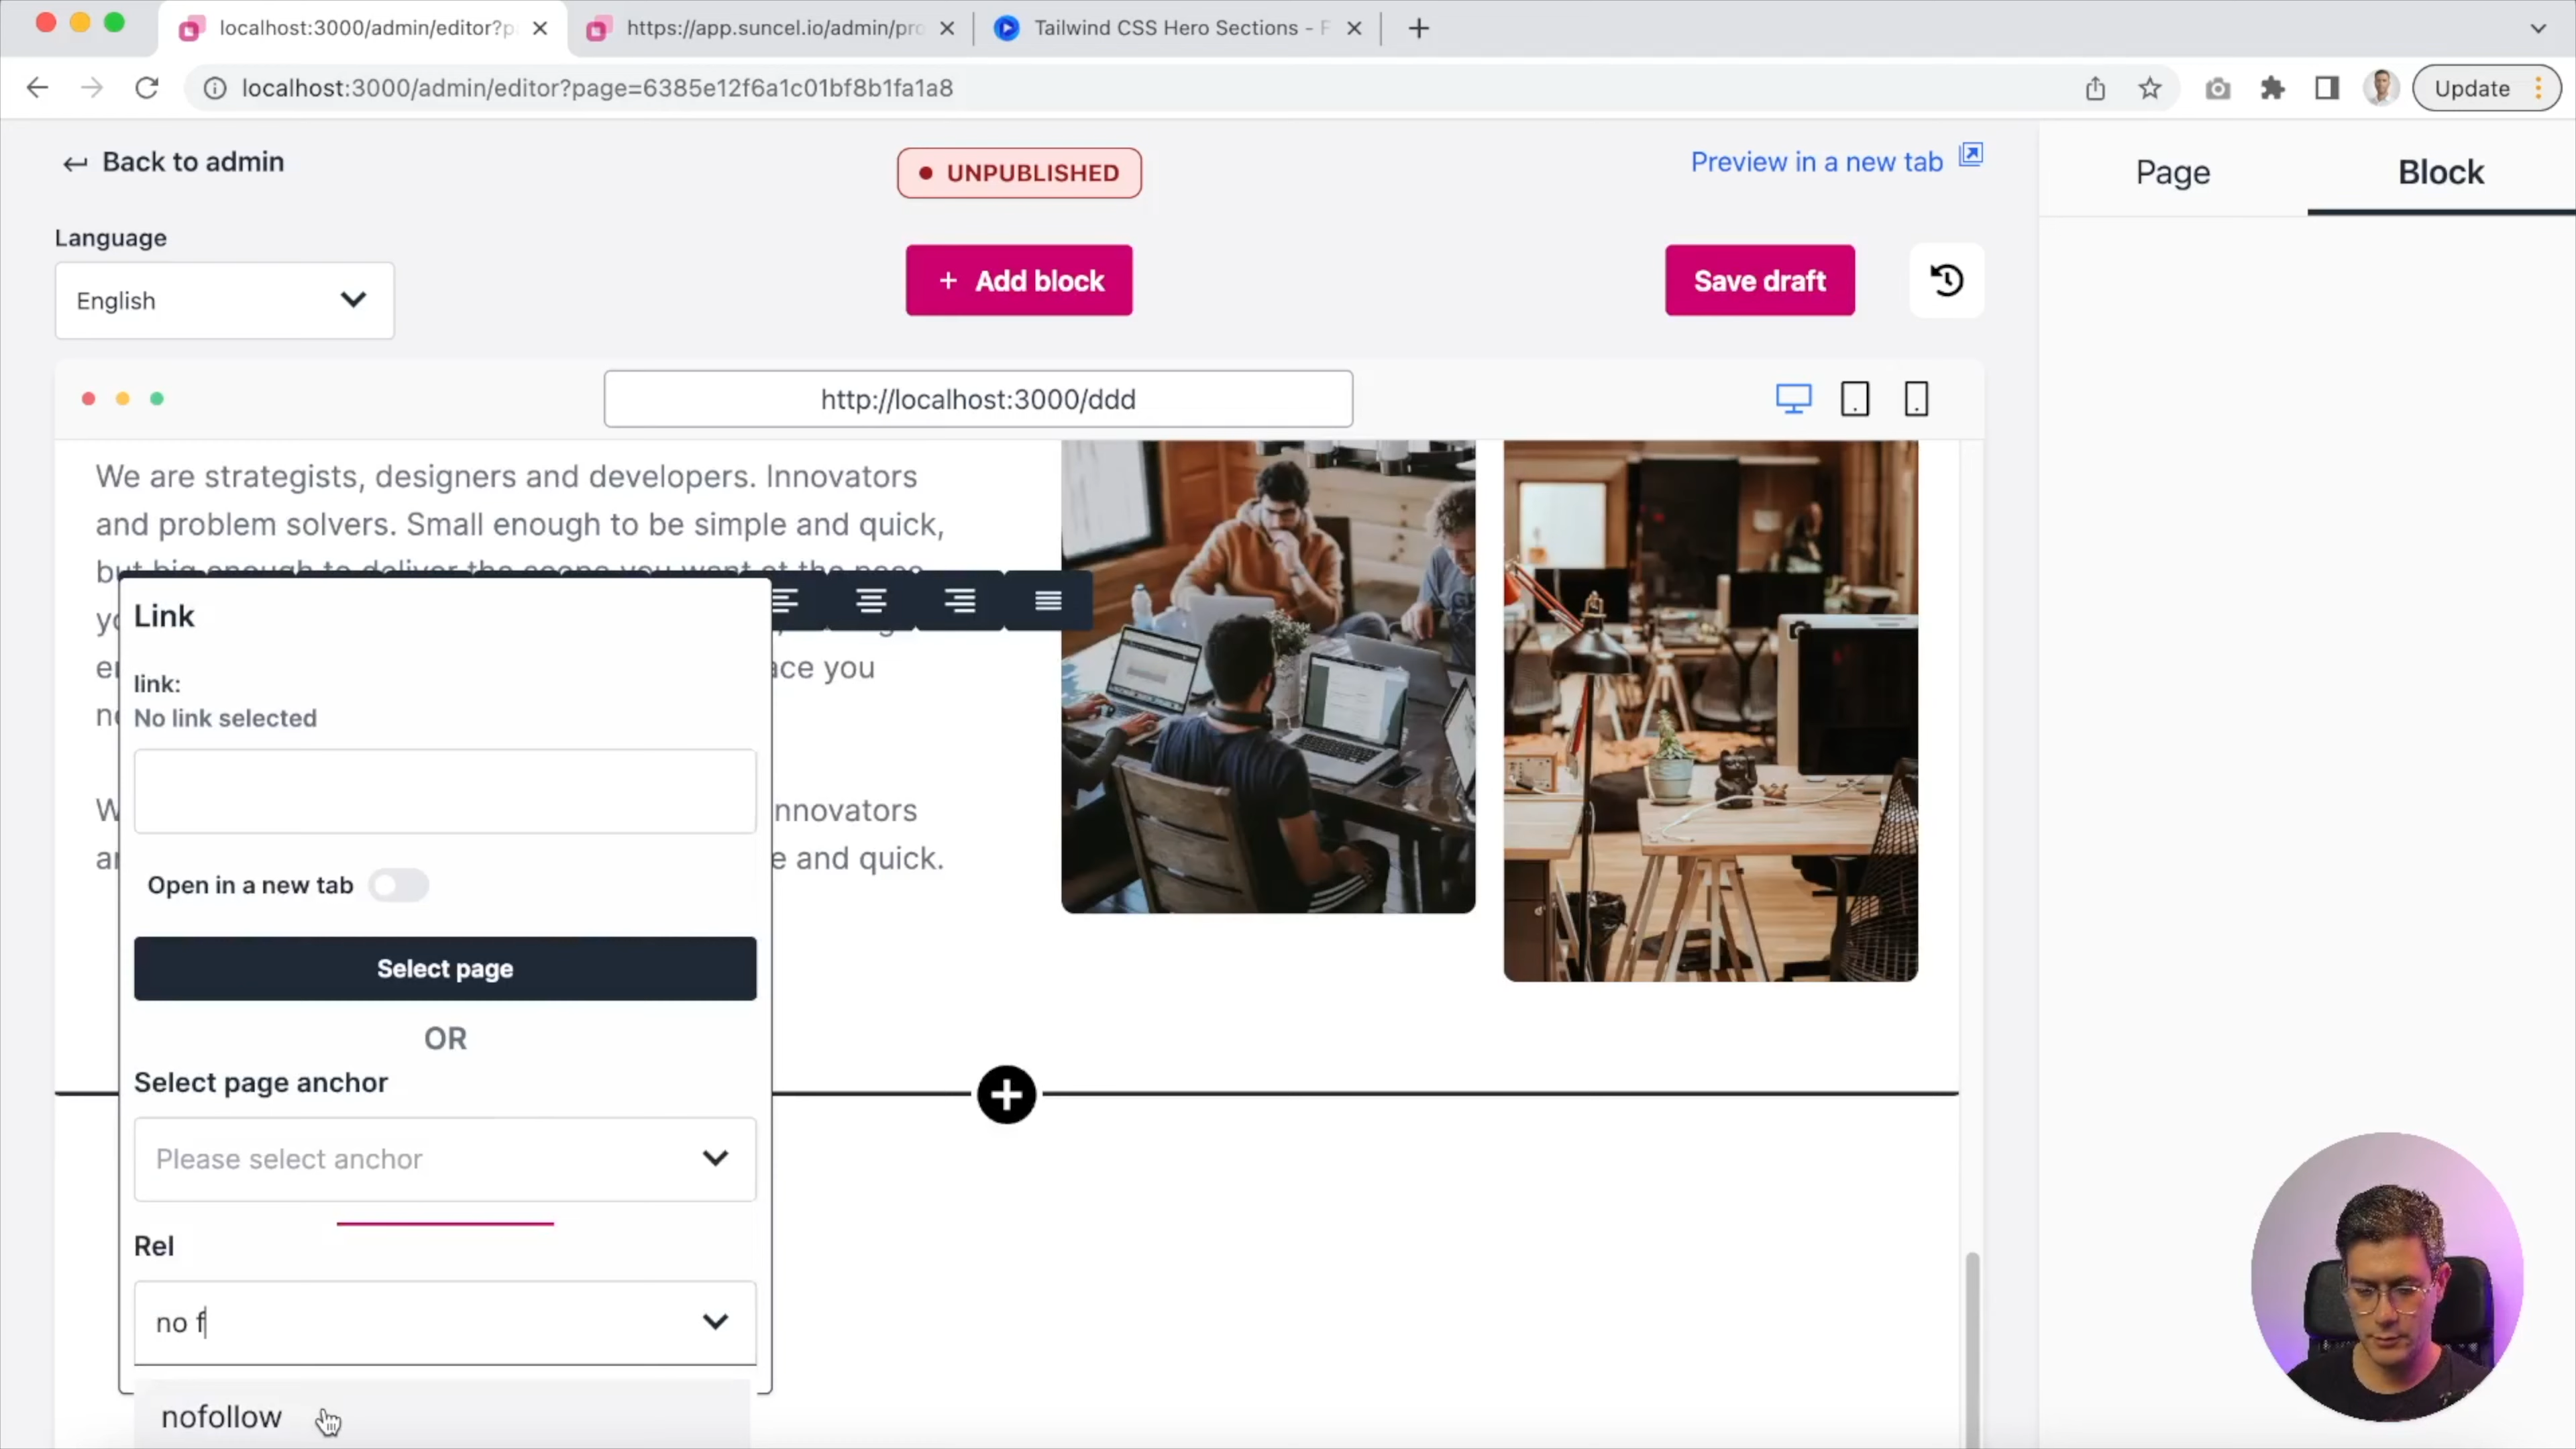 localhost:3000/admin/editor?p
https://app.suncel.io/admin/pro
Tailwind CSS Hero Sections - F
localhost:3000/admin/editor?page=6385e12f6a1c01bf8b1fa1a8
Update
Back to admin
UNPUBLISHED
Preview in a new tab
Page
Block
Language
English
+ Add block
Save draft
http://localhost:3000/ddd
We are strategists, designers and developers. Innovators
and problem solvers. Small enough to be simple and quick,
but big enough to deliver the scope you want at the pace
ace you
nnovators
e and quick.
Link
link:
No link selected
Open in a new tab
Select page
OR
Select page anchor
Please select anchor
Rel
no f
nofollow